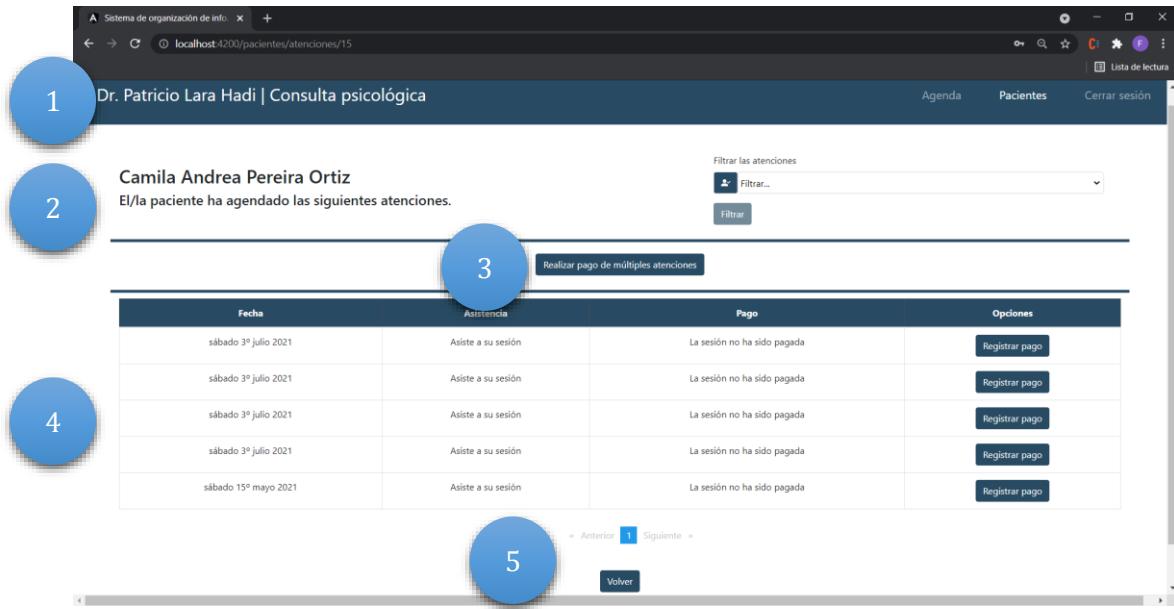 Sistema de organización de info.
localhost:4200/pacientes/atenciones/15
Lista de lectura
1
Dr. Patricio Lara Hadi | Consulta psicológica
Agenda Pacientes Cerrar sesión
2
Camila Andrea Pereira Ortiz
El/la paciente ha agendado las siguientes atenciones.
Filtrar las atenciones
Filtrar...
Filtrar
3
Realizar pago de múltiples atenciones
Fecha Asistencia Pago Opciones
sábado 3º julio 2021 Asiste a su sesión La sesión no ha sido pagada Registrar pago
sábado 3º julio 2021 Asiste a su sesión La sesión no ha sido pagada Registrar pago
sábado 3º julio 2021 Asiste a su sesión La sesión no ha sido pagada Registrar pago
4
sábado 3º julio 2021 Asiste a su sesión La sesión no ha sido pagada Registrar pago
sábado 15º mayo 2021 Asiste a su sesión La sesión no ha sido pagada Registrar pago
« Anterior 1 Siguiente »
5
Volver